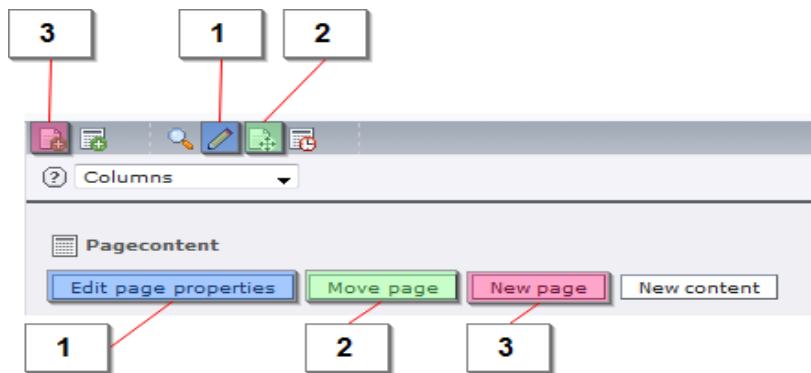 3 1 2
? Columns
Pagecontent
Edit page properties Move page New page New content
1 2 3